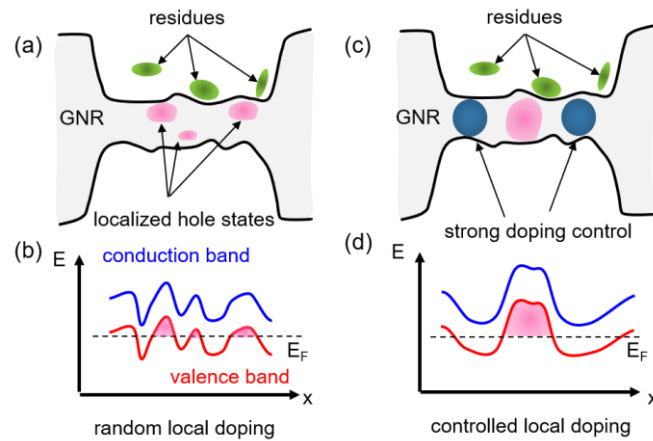 (a)
residues
GNR
localized hole states
(b)
E
conduction band
E_F
valence band
x
random local doping
(c)
residues
GNR
strong doping control
(d)
E
E_F
x
controlled local doping